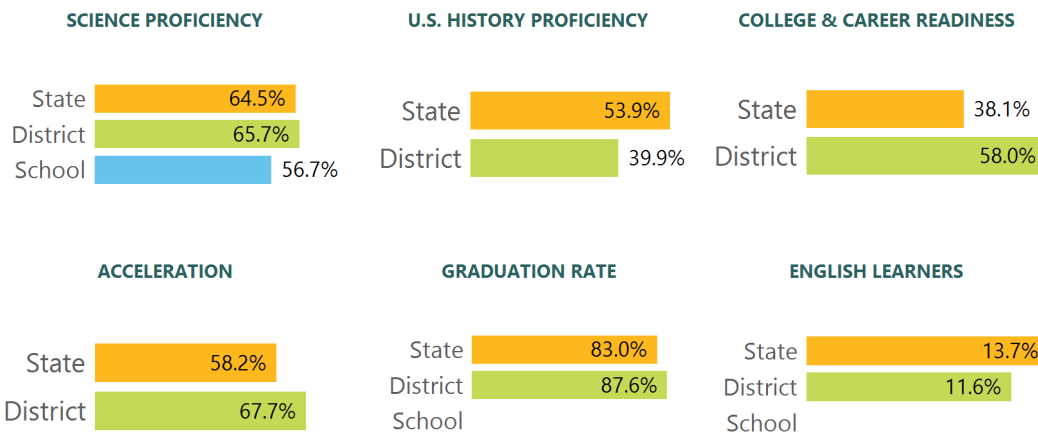 SCIENCE PROFICIENCY
State 64.5%
District 65.7%
School 56.7%
U.S. HISTORY PROFICIENCY
State 53.9%
District 39.9%
COLLEGE & CAREER READINESS
State 38.1%
District 58.0%
ACCELERATION
State 58.2%
District 67.7%
GRADUATION RATE
State 83.0%
District 87.6%
School
ENGLISH LEARNERS
State 13.7%
District 11.6%
School